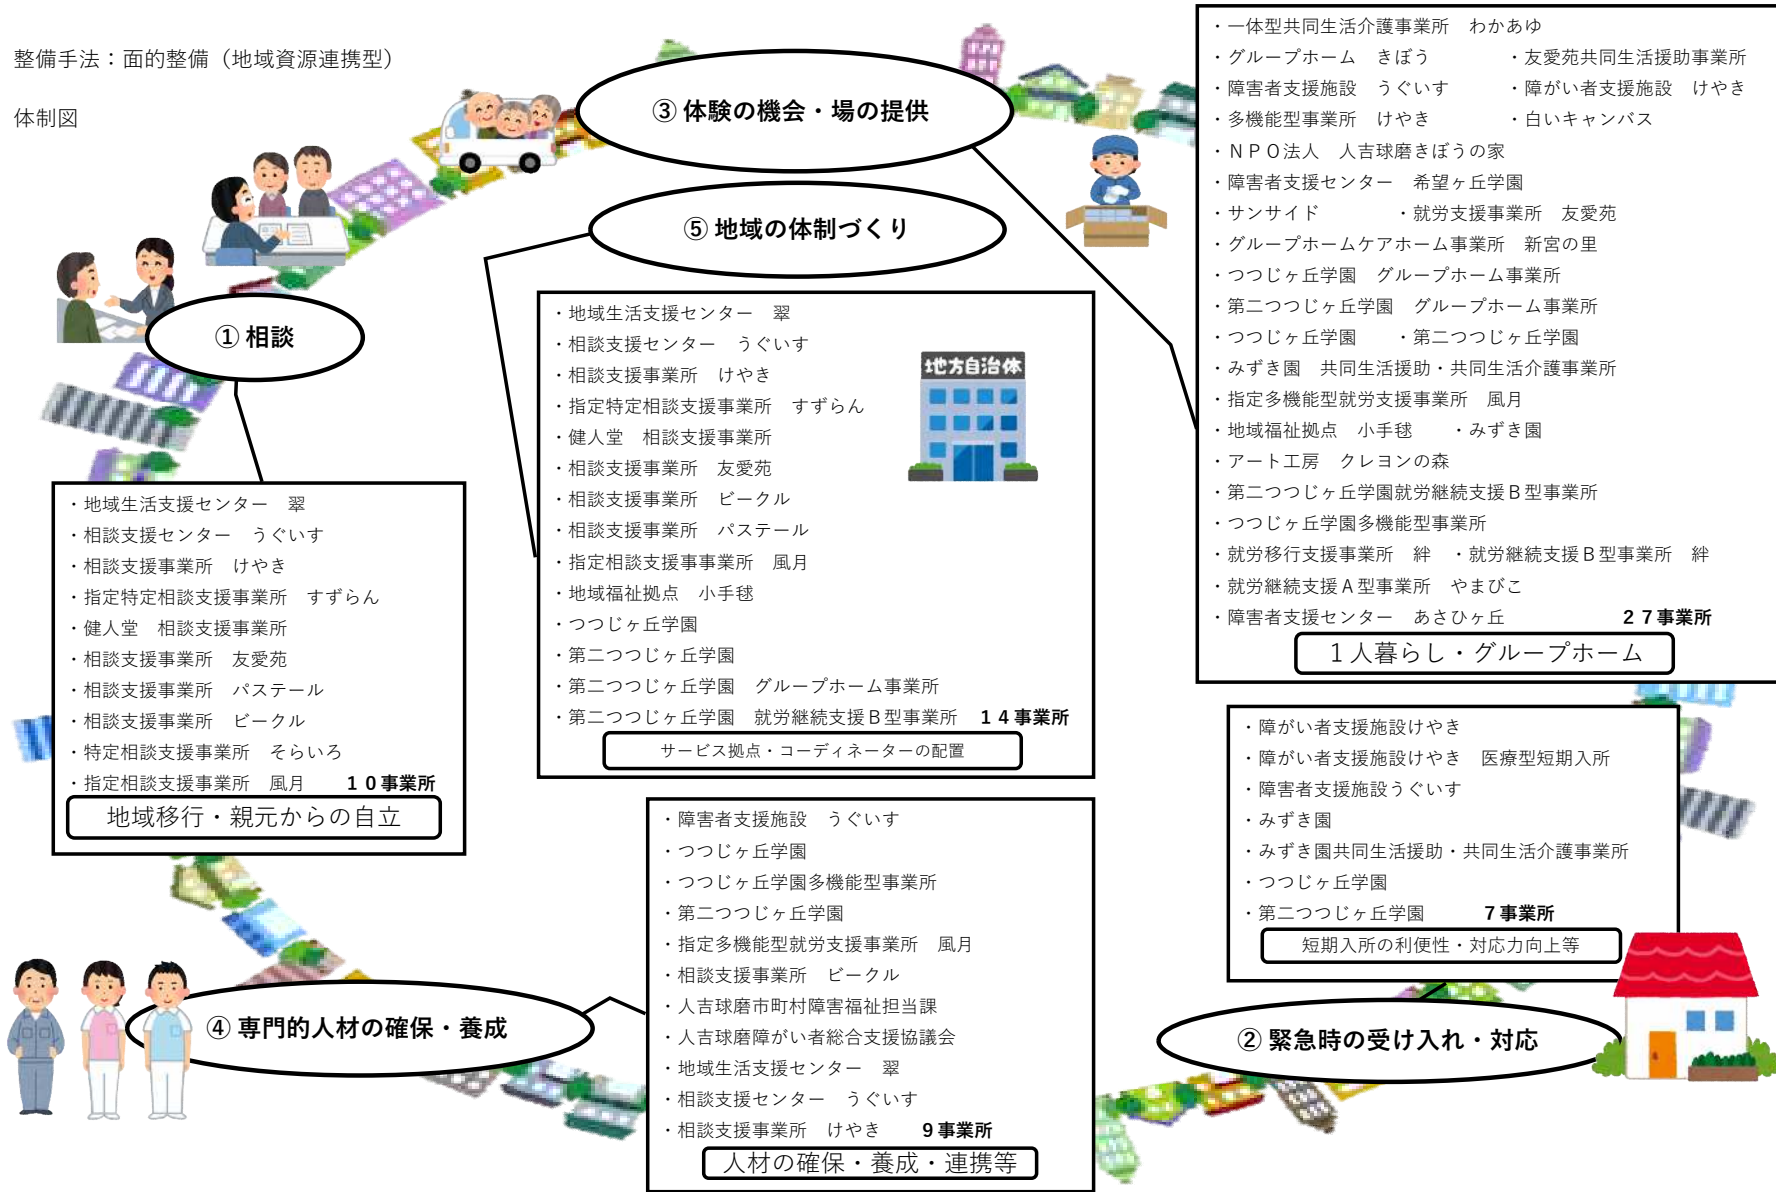 整備手法：面的整備（地域資源連携型）
体制図
③ 体験の機会・場の提供
・一体型共同生活介護事業所　わかあゆ
・グループホーム　きぼう　　・友愛苑共同生活援助事業所
・障害者支援施設　うぐいす　　・障がい者支援施設　けやき
・多機能型事業所　けやき　　・白いキャンバス
・ＮＰＯ法人　人吉球磨きぼうの家
・障害者支援センター　希望ヶ丘学園
・サンサイド　　・就労支援事業所　友愛苑
・グループホームケアホーム事業所　新宮の里
・つつじヶ丘学園　グループホーム事業所
・第二つつじヶ丘学園　グループホーム事業所
・つつじヶ丘学園　・第二つつじヶ丘学園
・みずき園　共同生活援助・共同生活介護事業所
・指定多機能型就労支援事業所　風月
・地域福祉拠点　小手毬　・みずき園
・アート工房　クレヨンの森
・第二つつじヶ丘学園就労継続支援Ｂ型事業所
・つつじヶ丘学園多機能型事業所
・就労移行支援事業所　絆　・就労継続支援Ｂ型事業所　絆
・就労継続支援Ａ型事業所　やまびこ
・障害者支援センター　あさひヶ丘　　２７事業所
１人暮らし・グループホーム
⑤ 地域の体制づくり
・地域生活支援センター　翠
・相談支援センター　うぐいす
・相談支援事業所　けやき
・指定特定相談支援事業所　すずらん
・健人堂　相談支援事業所
・相談支援事業所　友愛苑
・相談支援事業所　ビークル
・相談支援事業所　パステール
・指定相談支援事事業所　風月
・地域福祉拠点　小手毬
・つつじヶ丘学園
・第二つつじヶ丘学園
・第二つつじヶ丘学園　グループホーム事業所
・第二つつじヶ丘学園　就労継続支援Ｂ型事業所　１４事業所
サービス拠点・コーディネーターの配置
地方自治体
① 相談
・地域生活支援センター　翠
・相談支援センター　うぐいす
・相談支援事業所　けやき
・指定特定相談支援事業所　すずらん
・健人堂　相談支援事業所
・相談支援事業所　友愛苑
・相談支援事業所　パステール
・相談支援事業所　ビークル
・特定相談支援事業所　そらいろ
・指定相談支援事業所　風月　　１０事業所
地域移行・親元からの自立
・障がい者支援施設けやき
・障がい者支援施設けやき　医療型短期入所
・障害者支援施設うぐいす
・みずき園
・みずき園共同生活援助・共同生活介護事業所
・つつじヶ丘学園
・第二つつじヶ丘学園　　７事業所
短期入所の利便性・対応力向上等
② 緊急時の受け入れ・対応
④ 専門的人材の確保・養成
・障害者支援施設　うぐいす
・つつじヶ丘学園
・つつじヶ丘学園多機能型事業所
・第二つつじヶ丘学園
・指定多機能型就労支援事業所　風月
・相談支援事業所　ビークル
・人吉球磨市町村障害福祉担当課
・人吉球磨障がい者総合支援協議会
・地域生活支援センター　翠
・相談支援センター　うぐいす
・相談支援事業所　けやき　　９事業所
人材の確保・養成・連携等